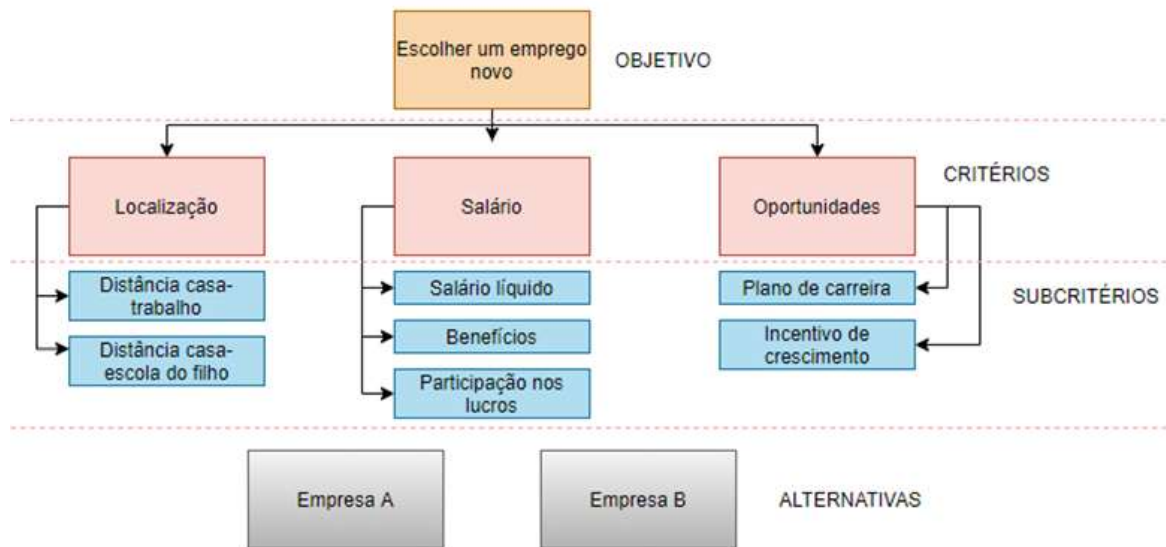 Escolher um emprego
novo
OBJETIVO
Localização
Salário
Oportunidades
CRITÉRIOS
Distância casa-
trabalho
Distância casa-
escola do filho
Salário líquido
Benefícios
Participação nos
lucros
Plano de carreira
Incentivo de
crescimento
SUBCRITÉRIOS
Empresa A
Empresa B
ALTERNATIVAS